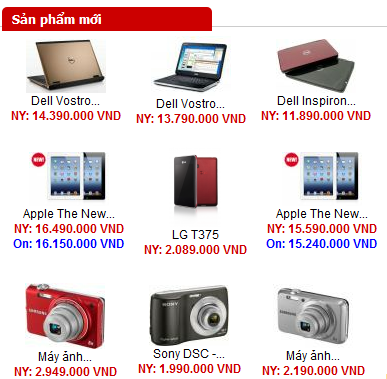 Sản phẩm mới
Dell Vostro...
NY: 14.390.000 VND
Dell Vostro...
NY: 13.790.000 VND
Dell Inspiron...
NY: 11.890.000 VND
NEW!
Apple The New...
NY: 16.490.000 VND
On: 16.150.000 VND
LG T375
NY: 2.089.000 VND
NEW!
Apple The New...
NY: 15.590.000 VND
On: 15.240.000 VND
SAMSUNG
Máy ảnh...
NY: 2.949.000 VND
SONY
Sony DSC -...
NY: 1.990.000 VND
SAMSUNG
Máy ảnh...
NY: 2.190.000 VND